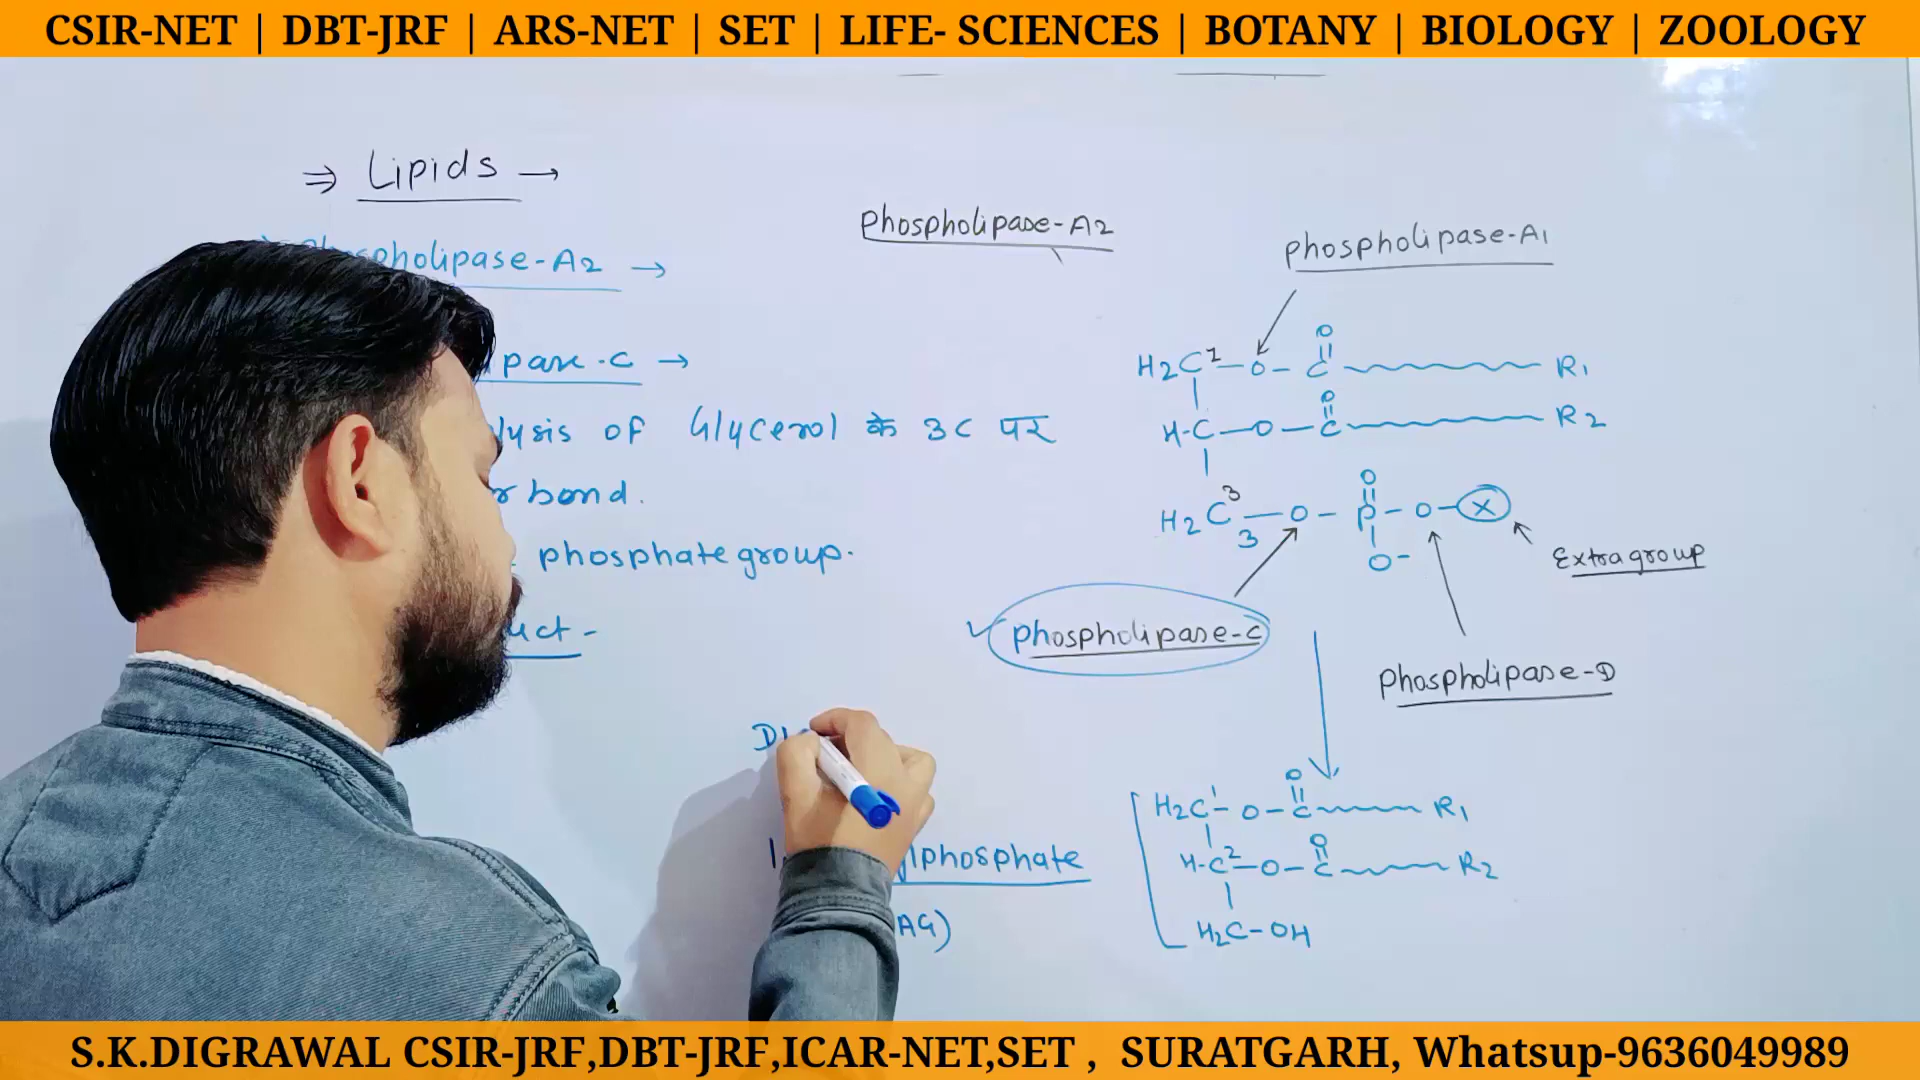 CSIR-NET | DBT-JRF | ARS-NET | SET | LIFE- SCIENCES | BOTANY | BIOLOGY | ZOOLOGY
⇒ Lipids →
Phospholipase-A2 →
pase-C →
lysis of Glycerol के 3C पर
r bond.
phosphate group.
uct-
lphosphate
AG)
Phospholipase-A2
Phospholipase-A1
H2C1-O-C R1
O
H-C-O-C R2
O
H2C3-O-P-O-X
3
O
O-
Extra group
✓ Phospholipase-C
Phospholipase-D
O
H2C1-O-C R1
O
H-C2-O-C R2
H2C-OH
S.K.DIGRAWAL CSIR-JRF,DBT-JRF,ICAR-NET,SET , SURATGARH, Whatsup-9636049989